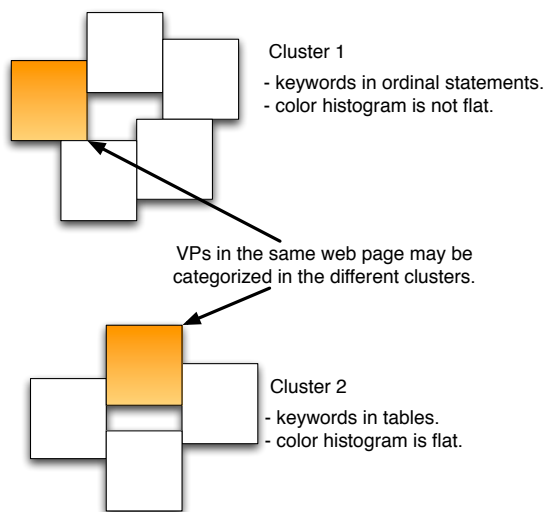 Cluster 1
- keywords in ordinal statements.
- color histogram is not flat.
VPs in the same web page may be
categorized in the different clusters.
Cluster 2
- keywords in tables.
- color histogram is flat.